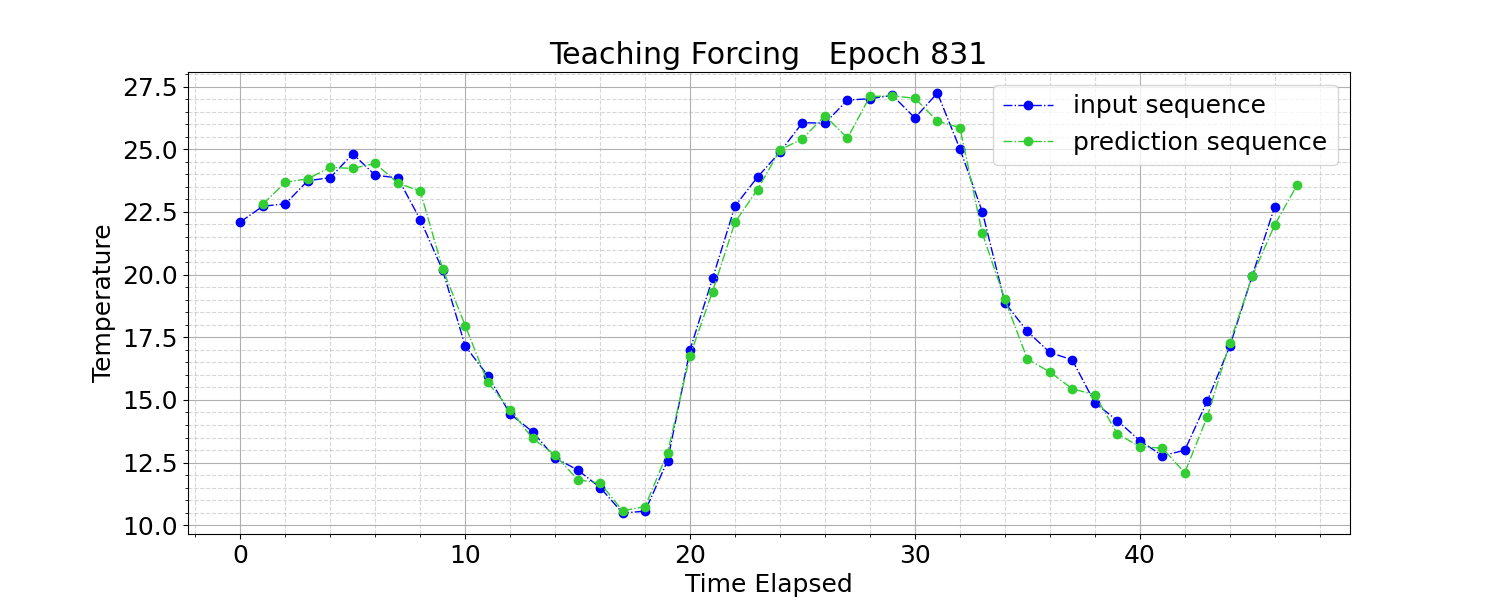 Teaching Forcing   Epoch 831
27.5
25.0
22.5
20.0
17.5
15.0
12.5
10.0
Temperature
input sequence
prediction sequence
0 10 20 30 40
Time Elapsed